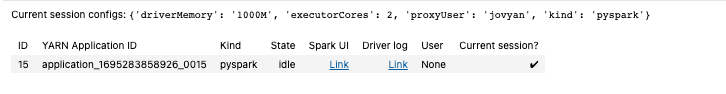 Current session configs: {'driverMemory': '1000M', 'executorCores': 2, 'proxyUser': 'jovyan', 'kind': 'pyspark'}
ID YARN Application ID Kind State Spark UI Driver log User Current session?
15 application_1695283858926_0015 pyspark idle Link Link None ✔